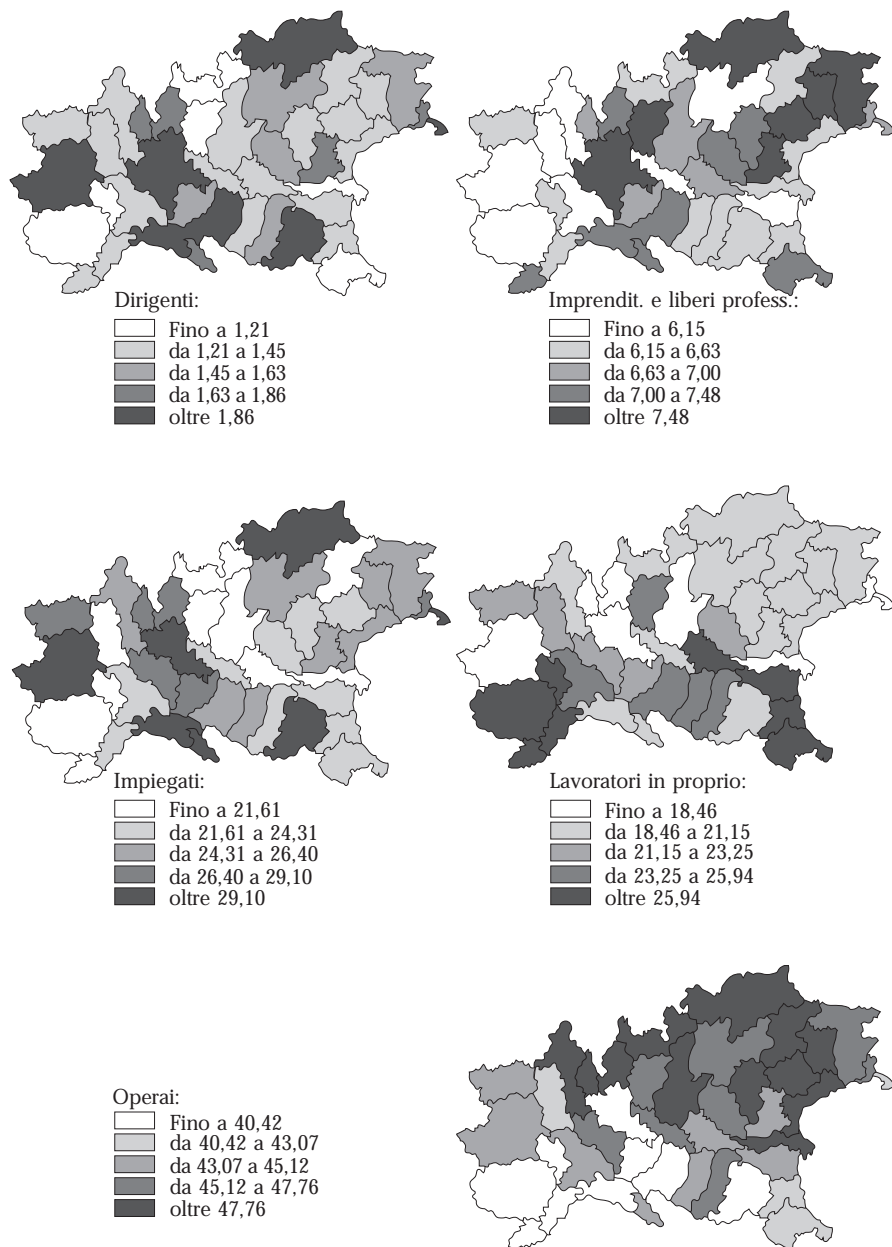 Dirigenti:
Fino a 1,21
da 1,21 a 1,45
da 1,45 a 1,63
da 1,63 a 1,86
oltre 1,86
Imprendit. e liberi profess.:
Fino a 6,15
da 6,15 a 6,63
da 6,63 a 7,00
da 7,00 a 7,48
oltre 7,48
Impiegati:
Fino a 21,61
da 21,61 a 24,31
da 24,31 a 26,40
da 26,40 a 29,10
oltre 29,10
Lavoratori in proprio:
Fino a 18,46
da 18,46 a 21,15
da 21,15 a 23,25
da 23,25 a 25,94
oltre 25,94
Operai:
Fino a 40,42
da 40,42 a 43,07
da 43,07 a 45,12
da 45,12 a 47,76
oltre 47,76